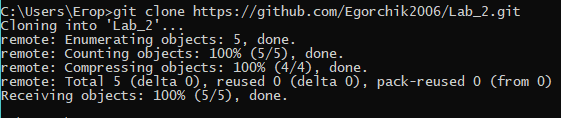 C:\Users\Егор>git clone https://github.com/Egorchik2006/Lab_2.git
Cloning into 'Lab_2'...
remote: Enumerating objects: 5, done.
remote: Counting objects: 100% (5/5), done.
remote: Compressing objects: 100% (4/4), done.
remote: Total 5 (delta 0), reused 0 (delta 0), pack-reused 0 (from 0)
Receiving objects: 100% (5/5), done.